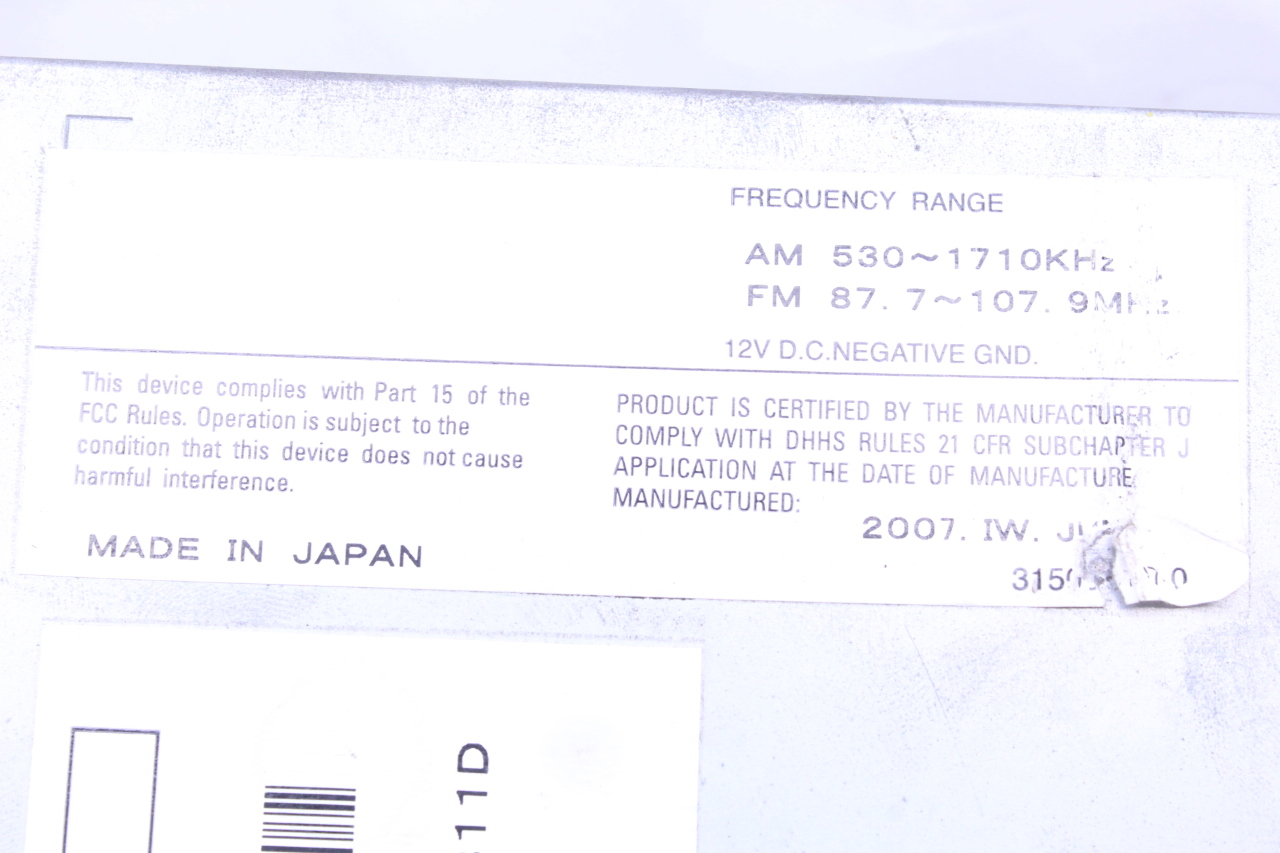 FREQUENCY RANGE
AM 530~1710KHz
FM 87.7~107.9MHz
12V D.C.NEGATIVE GND.
This device complies with Part 15 of the
FCC Rules. Operation is subject to the
condition that this device does not cause
harmful interference.
MADE IN JAPAN
PRODUCT IS CERTIFIED BY THE MANUFACTURER TO
COMPLY WITH DHHS RULES 21 CFR SUBCHAPTER J
APPLICATION AT THE DATE OF MANUFACTURE
MANUFACTURED:
2007. IW.